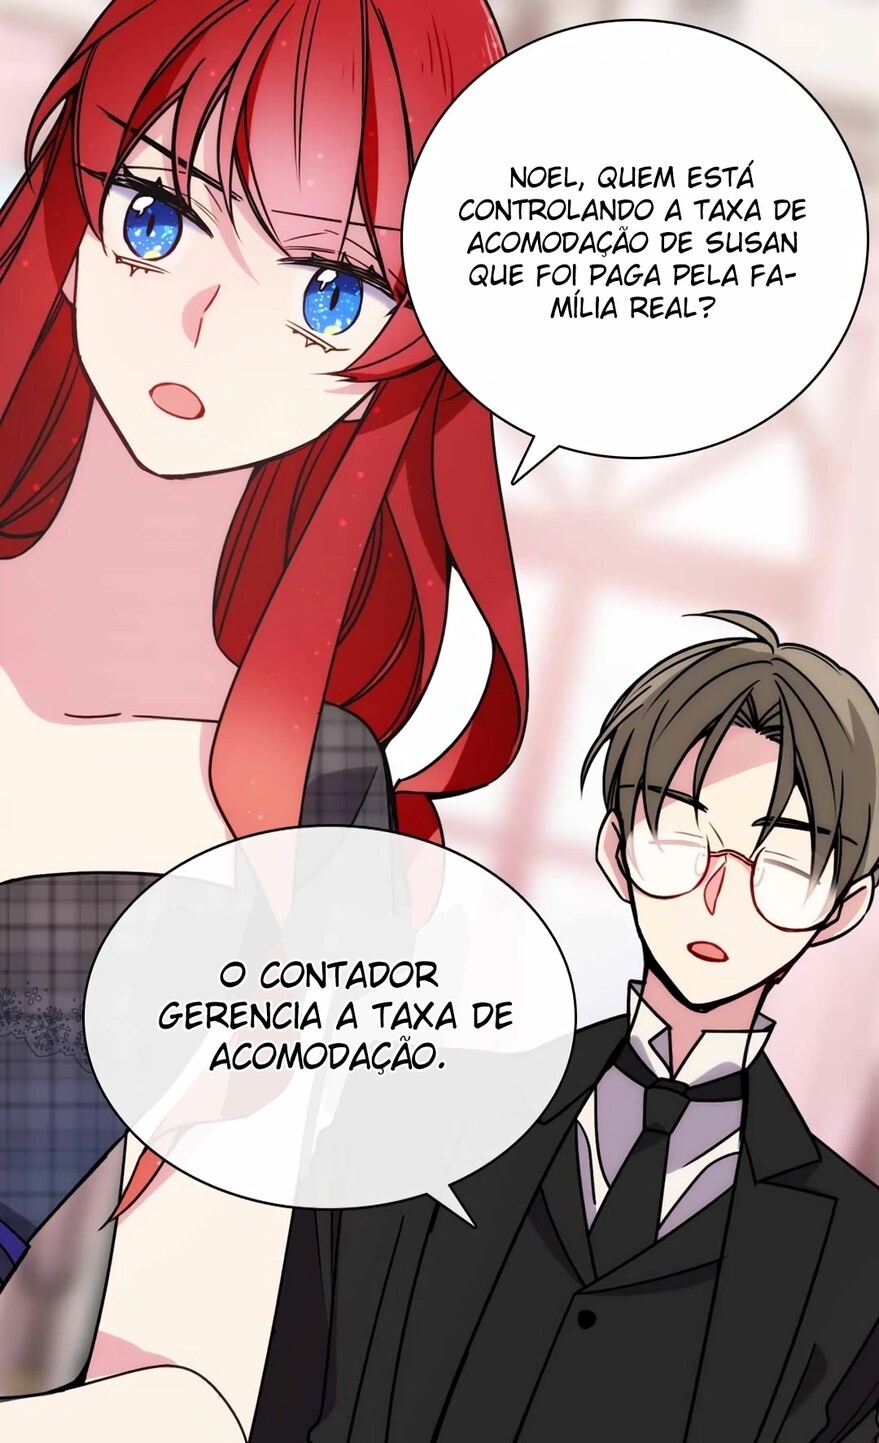 NOEL, QUEM ESTÁ
CONTROLANDO A TAXA DE
ACOMODAÇÃO DE SUSAN
QUE FOI PAGA PELA FA-
MÍLIA REAL?
O CONTADOR
GERENCIA A TAXA DE
ACOMODAÇÃO.